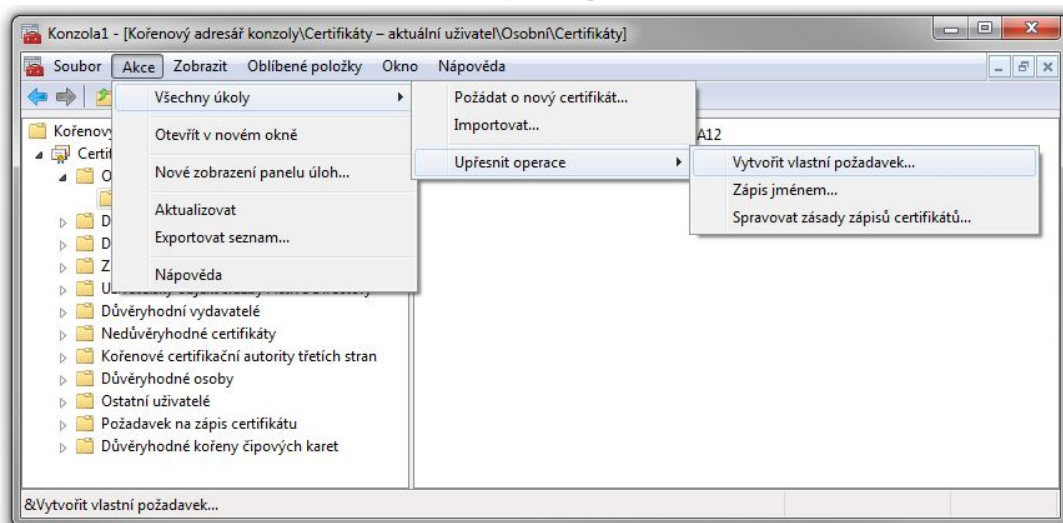 Konzola1 - [Kořenový adresář konzoly\Certifikáty – aktuální uživatel\Osobní\Certifikáty]
Soubor Akce Zobrazit Oblíbené položky Okno Nápověda
Všechny úkoly
Otevřít v novém okně
Nové zobrazení panelu úloh...
Aktualizovat
Exportovat seznam...
Nápověda
Požádat o nový certifikát...
Importovat...
Upřesnit operace
A12
Vytvořit vlastní požadavek...
Zápis jménem...
Spravovat zásady zápisů certifikátů...
Důvěryhodní vydavatelé
Nedůvěryhodné certifikáty
Kořenové certifikační autority třetích stran
Důvěryhodné osoby
Ostatní uživatelé
Požadavek na zápis certifikátu
Důvěryhodné kořeny čipových karet
&Vytvořit vlastní požadavek...